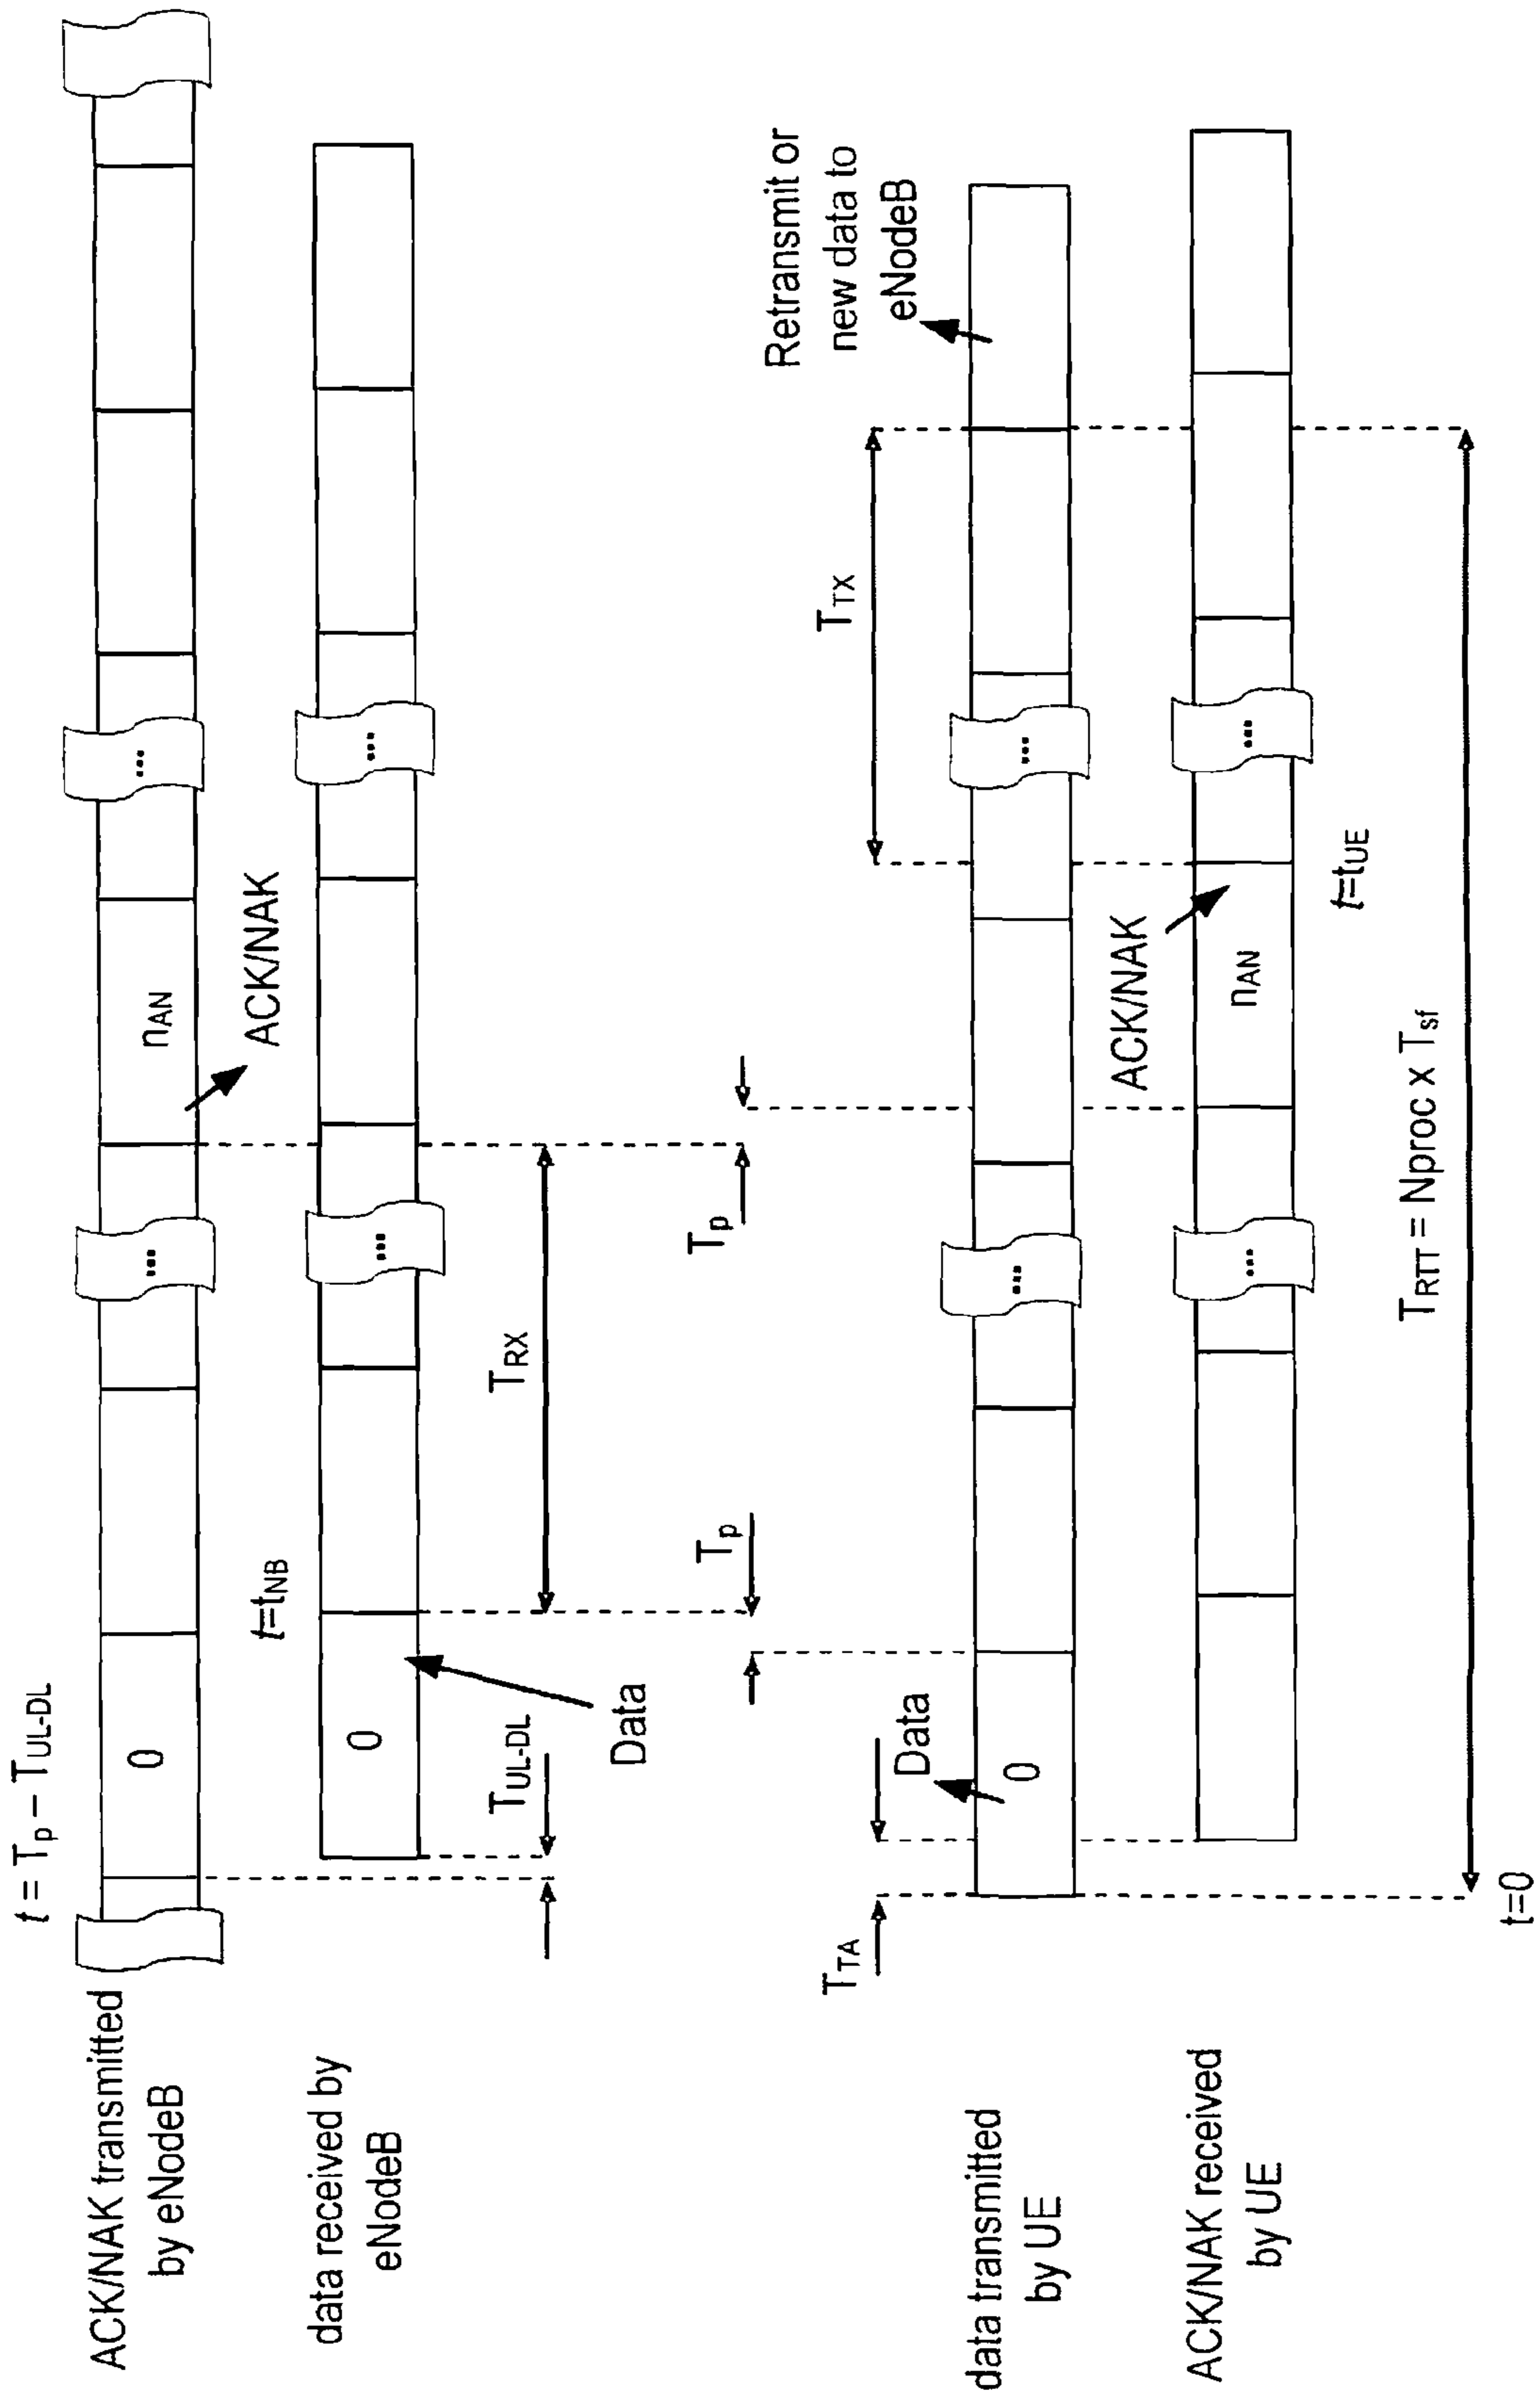 t = Tp – TUL-DL
ACK/NAK transmitted
by eNodeB
0
...
nAN
...
ACK/NAK
t=tNB
data received by
eNodeB
0
...
...
Data
TUL-DL
TRX
Tp
Tp
Retransmit or
new data to
eNodeB
TTA
Data
TTX
data transmitted
by UE
0
...
...
ACK/NAK
ACK/NAK received
by UE
...
nAN
...
t=tUE
TRTT = Nproc x Tsf
t=0